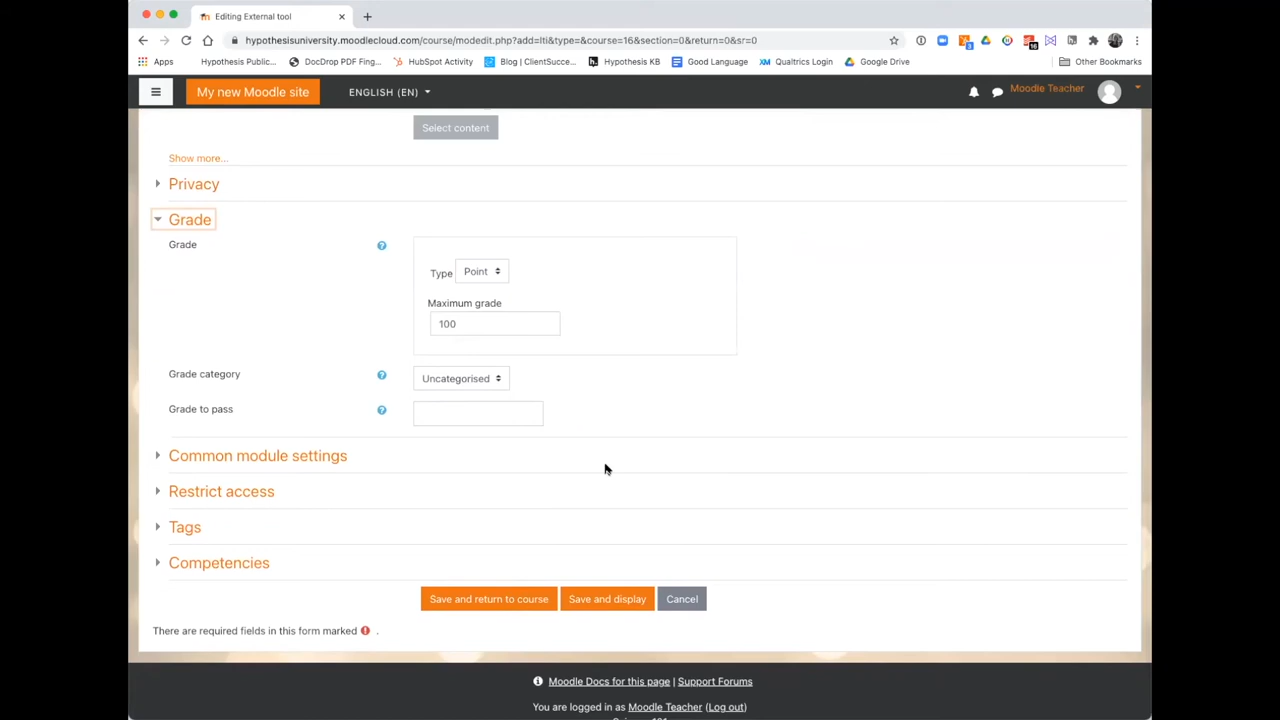 Editing External tool
hypothesisuniversity.moodlecloud.com/course/modedit.php?add=lti&type=&course=16&section=0&return=0&sr=0
3
16
Apps
Hypothesis Public...
DocDrop PDF Fing...
HubSpot Activity
Blog | ClientSucce...
Hypothesis KB
Good Language
Qualtrics Login
Google Drive
Other Bookmarks
My new Moodle site
ENGLISH (EN)
Moodle Teacher
Select content
Show more...
Privacy
Grade
Grade
Type Point
Maximum grade
100
Grade category
Uncategorised
Grade to pass
Common module settings
Restrict access
Tags
Competencies
Save and return to course
Save and display
Cancel
There are required fields in this form marked .
Moodle Docs for this page | Support Forums
You are logged in as Moodle Teacher (Log out)